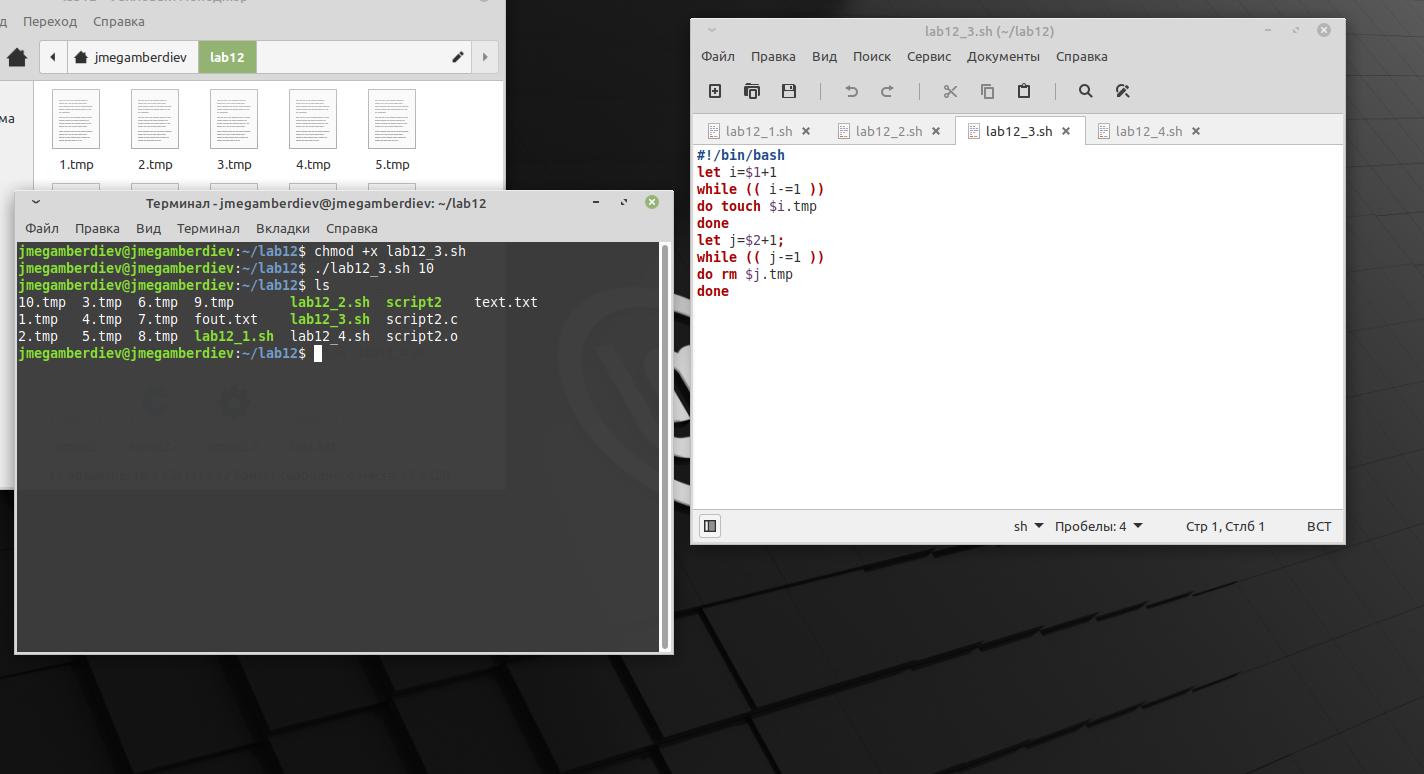 Переход Справка
jmegamberdiev lab12
1.tmp 2.tmp 3.tmp 4.tmp 5.tmp
Терминал - jmegamberdiev@jmegamberdiev: ~/lab12
Файл Правка Вид Терминал Вкладки Справка
jmegamberdiev@jmegamberdiev:~/lab12$ chmod +x lab12_3.sh
jmegamberdiev@jmegamberdiev:~/lab12$ ./lab12_3.sh 10
jmegamberdiev@jmegamberdiev:~/lab12$ ls
10.tmp 3.tmp 6.tmp 9.tmp lab12_2.sh script2 text.txt
1.tmp 4.tmp 7.tmp fout.txt lab12_3.sh script2.c
2.tmp 5.tmp 8.tmp lab12_1.sh lab12_4.sh script2.o
jmegamberdiev@jmegamberdiev:~/lab12$
lab12_3.sh (~/lab12)
Файл Правка Вид Поиск Сервис Документы Справка
lab12_1.sh lab12_2.sh lab12_3.sh lab12_4.sh
#!/bin/bash
let i=$1+1
while (( i-=1 ))
do touch $i.tmp
done
let j=$2+1;
while (( j-=1 ))
do rm $j.tmp
done
sh Пробелы: 4 Стр 1, Стлб 1 ВСТ